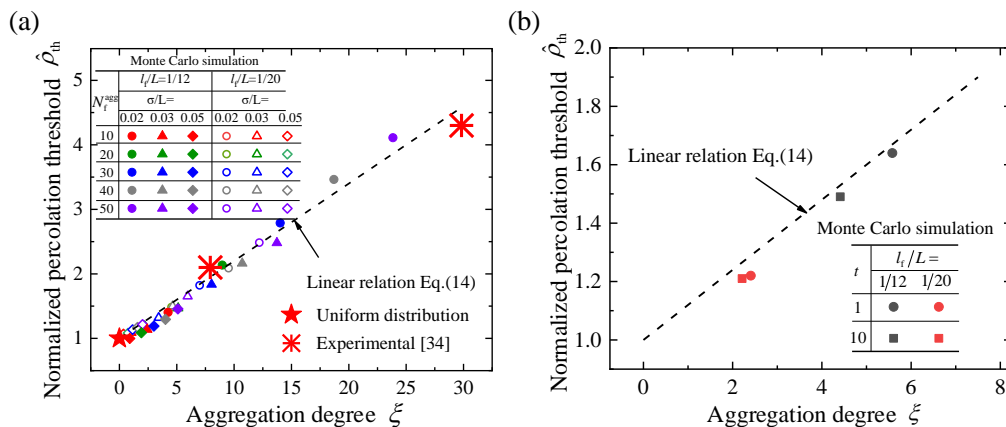 (a)
Normalized percolation threshold ρ̂th
5
4
3
2
1
0
5
10
15
20
25
30
Aggregation degree ξ
Monte Carlo simulation
lf/L=1/12 lf/L=1/20
Nf^agg σ/L= σ/L=
0.02 0.03 0.05 0.02 0.03 0.05
10
20
30
40
50
Linear relation Eq.(14)
Uniform distribution
Experimental [34]
(b)
Normalized percolation threshold ρ̂th
2.0
1.8
1.6
1.4
1.2
1.0
0
2
4
6
8
Aggregation degree ξ
Linear relation Eq.(14)
Monte Carlo simulation
t lf/L =
1/12 1/20
1
10